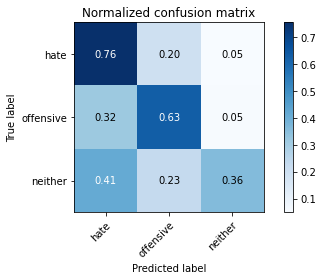 Normalized confusion matrix
hate 0.76 0.20 0.05
offensive 0.32 0.63 0.05
neither 0.41 0.23 0.36
hate offensive neither
True label
Predicted label
0.7
0.6
0.5
0.4
0.3
0.2
0.1